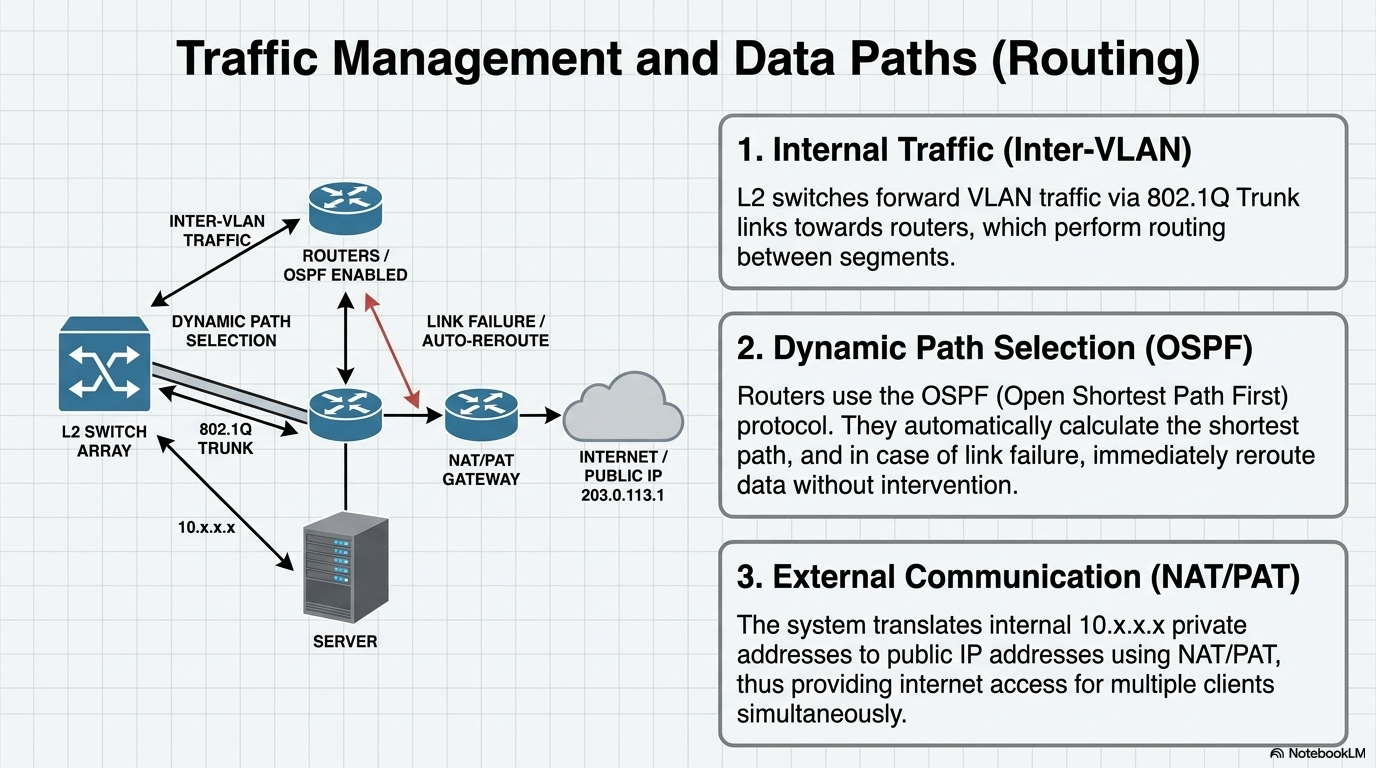 Traffic Management and Data Paths (Routing)
INTER-VLAN
TRAFFIC
ROUTERS /
OSPF ENABLED
DYNAMIC PATH
SELECTION
LINK FAILURE /
AUTO-REROUTE
L2 SWITCH
ARRAY
802.1Q
TRUNK
NAT/PAT
GATEWAY
INTERNET /
PUBLIC IP
203.0.113.1
10.x.x.x
SERVER
1. Internal Traffic (Inter-VLAN)
L2 switches forward VLAN traffic via 802.1Q Trunk
links towards routers, which perform routing
between segments.
2. Dynamic Path Selection (OSPF)
Routers use the OSPF (Open Shortest Path First)
protocol. They automatically calculate the shortest
path, and in case of link failure, immediately reroute
data without intervention.
3. External Communication (NAT/PAT)
The system translates internal 10.x.x.x private
addresses to public IP addresses using NAT/PAT,
thus providing internet access for multiple clients
simultaneously.
NotebookLM